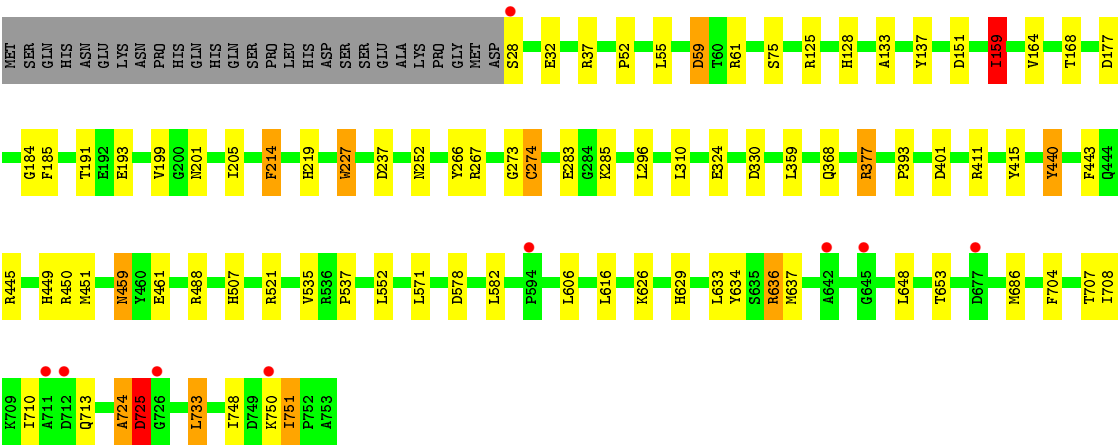 MET SER GLN HIS ASN GLU LYS ASN PRO HIS GLN HIS GLN SER PRO LEU HIS ASP SER SER GLU ALA LYS PRO GLY MET ASP S28 E32 R37 P52 L55 D59 T60 R61 S75 R125 H128 A133 Y137 D151 I159 V164 T168 D177
G184 F185 T191 E192 E193 V199 G200 N201 I205 F214 H219 W227 D237 N252 Y266 R267 G273 C274 E283 G284 K285 L296 L310 E324 D330 L359 Q368 R377 P393 D401 R411 Y415 Y440 F443 Q444
R445 H449 R450 M451 N459 Y460 E461 R488 H507 R521 V535 R536 P537 L552 L571 D578 L582 P594 L606 L616 K626 H629 L633 Y634 S635 R636 M637 A642 G645 L648 T653 D677 M686 F704 T707 I708
K709 I710 A711 D712 Q713 A724 D725 G726 L733 I748 D749 K750 I751 P752 A753